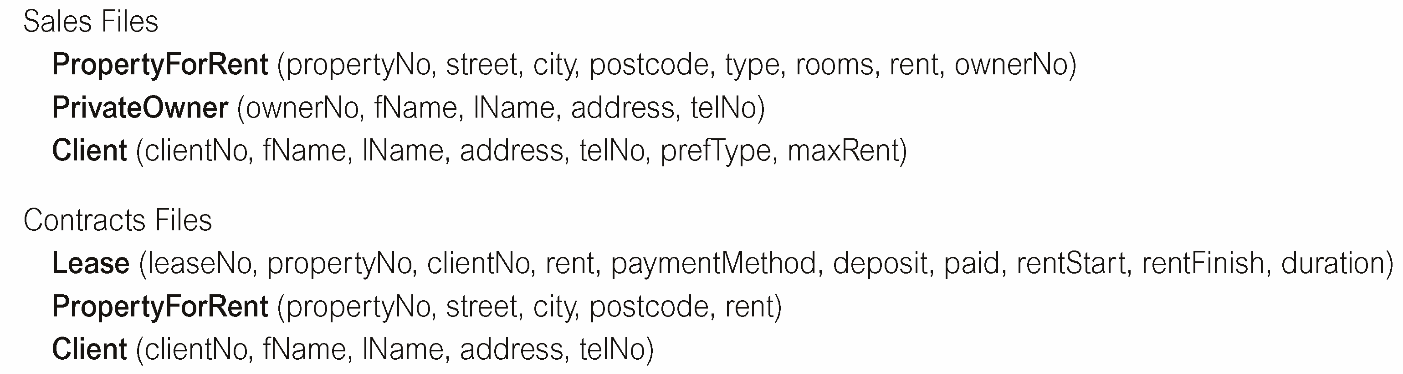 Sales Files
PropertyForRent (propertyNo, street, city, postcode, type, rooms, rent, ownerNo)
PrivateOwner (ownerNo, fName, lName, address, telNo)
Client (clientNo, fName, lName, address, telNo, prefType, maxRent)
Contracts Files
Lease (leaseNo, propertyNo, clientNo, rent, paymentMethod, deposit, paid, rentStart, rentFinish, duration)
PropertyForRent (propertyNo, street, city, postcode, rent)
Client (clientNo, fName, lName, address, telNo)